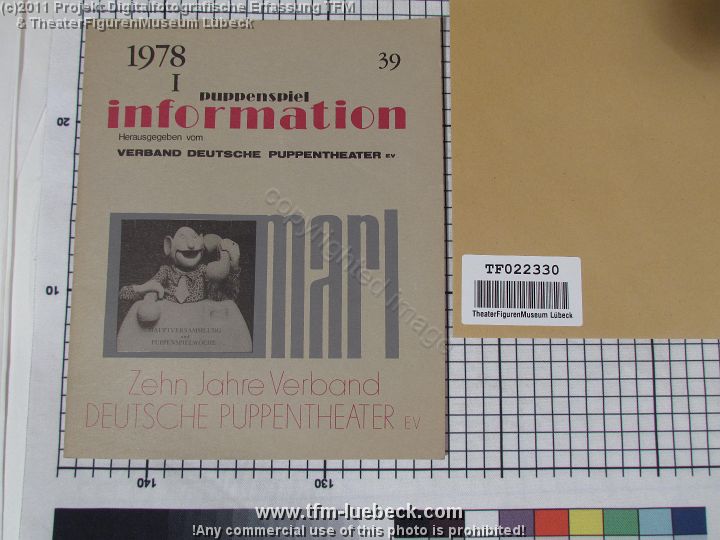 (c)2011 Projekt Digitalfotografische Erfassung TFM
& TheaterFigurenMuseum Lübeck
1978
I
39
puppenspiel
information
Herausgegeben vom
VERBAND DEUTSCHE PUPPENTHEATER EV
marl
HAUPTVERSAMMLUNG
und
PUPPENSPIELWOCHE
Zehn Jahre Verband
DEUTSCHE PUPPENTHEATER EV
copyrighted image
TF022330
TheaterFigurenMuseum Lübeck
20
10
140
130
www.tfm-luebeck.com
!Any commercial use of this photo is prohibited!